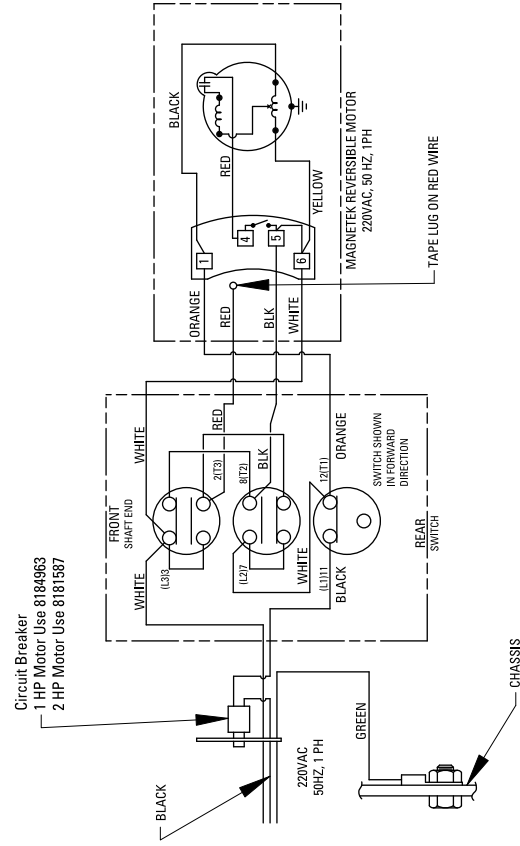 Circuit Breaker
1 HP Motor Use 8184963
2 HP Motor Use 8181587
BLACK
220VAC
50HZ, 1 PH
GREEN
CHASSIS
FRONT
SHAFT END
WHITE
WHITE
(L3)3
2(T3)
RED
8(T2)
BLK
(L2)7
WHITE
12(T1)
ORANGE
(L1)11
BLACK
SWITCH SHOWN
IN FORWARD
DIRECTION
REAR
SWITCH
ORANGE
RED
BLK
WHITE
1
4
5
6
BLACK
RED
YELLOW
MAGNETEK REVERSIBLE MOTOR
220VAC, 50 HZ, 1PH
TAPE LUG ON RED WIRE